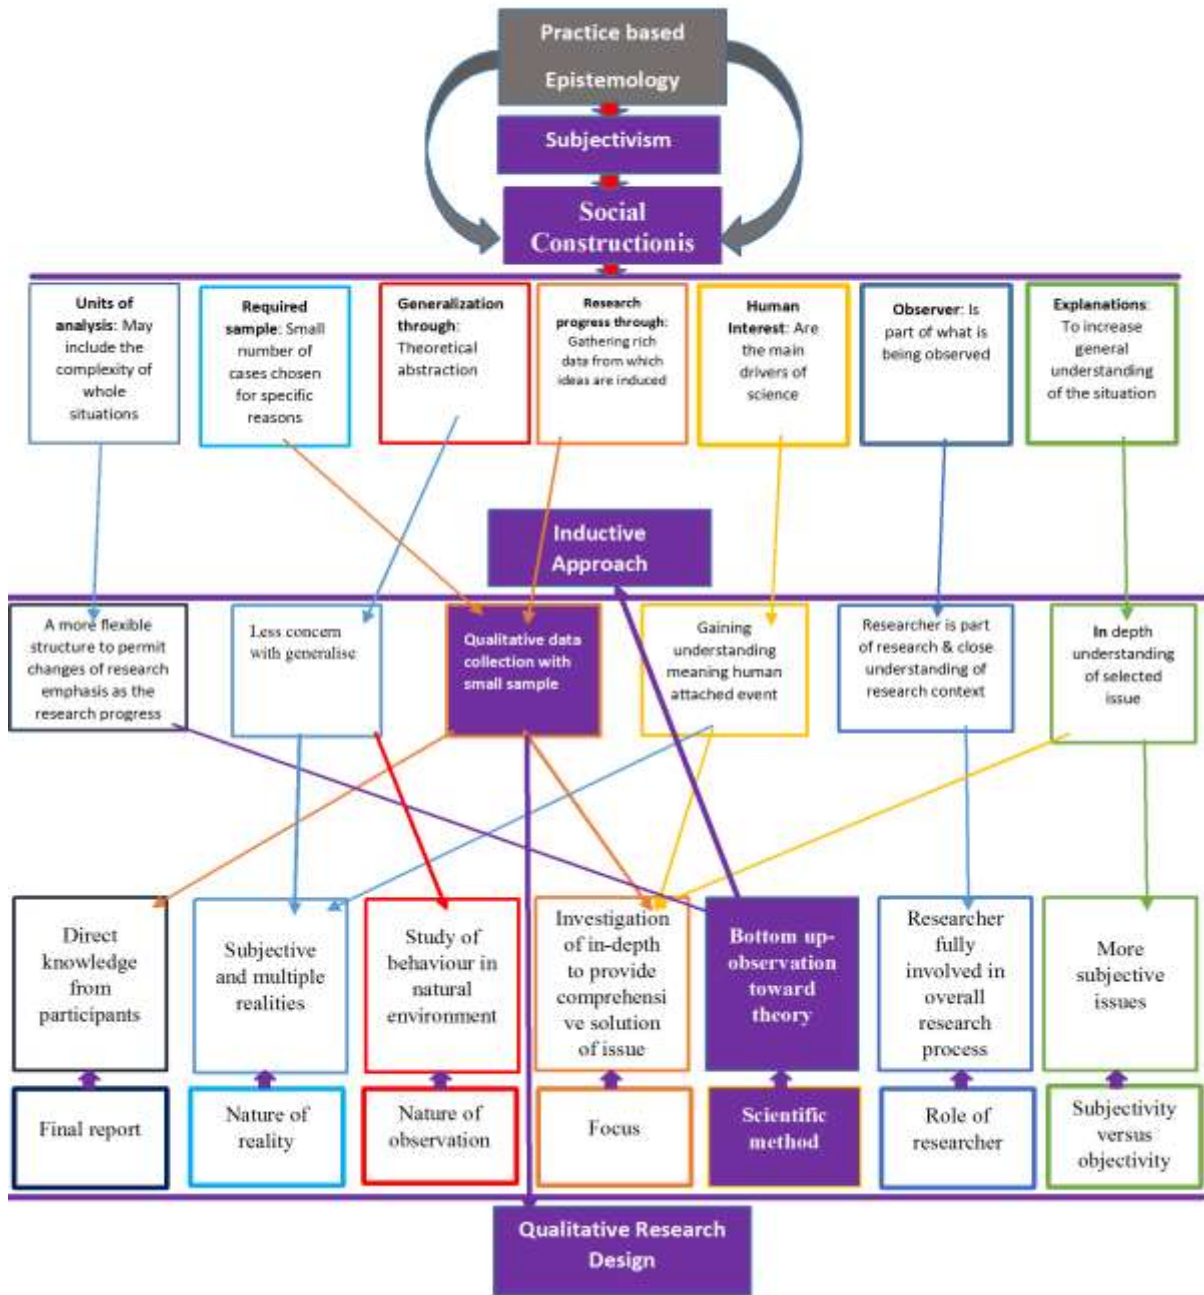 Practice based
Epistemology
Subjectivism
Social
Constructionis
Units of
analysis: May
include the
complexity of
whole
situations
Required
sample: Small
number of
cases chosen
for specific
reasons
Generalization
through:
Theoretical
abstraction
Research
progress through:
Gathering rich
data from which
ideas are induced
Human
Interest: Are
the main
drivers of
science
Observer: Is
part of what is
being observed
Explanations:
To increase
general
understanding
of the situation
Inductive
Approach
A more flexible
structure to permit
changes of research
emphasis as the
research progress
Less concern
with generalise
Qualitative data
collection with
small sample
Gaining
understanding
meaning human
attached event
Researcher is part
of research & close
understanding of
research context
In depth
understanding
of selected
issue
Direct
knowledge
from
participants
Subjective
and multiple
realities
Study of
behaviour in
natural
environment
Investigation
of in-depth
to provide
comprehensi
ve solution
of issue
Bottom up-
observation
toward
theory
Researcher
fully
involved in
overall
research
process
More
subjective
issues
Final report
Nature of
reality
Nature of
observation
Focus
Scientific
method
Role of
researcher
Subjectivity
versus
objectivity
Qualitative Research
Design